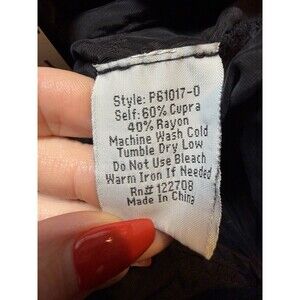 Style: P61017-O
Self: 60% Cupra
40% Rayon
Machine Wash Cold
Tumble Dry Low
Do Not Use Bleach
Warm Iron If Needed
Rn# 122708
Made In China